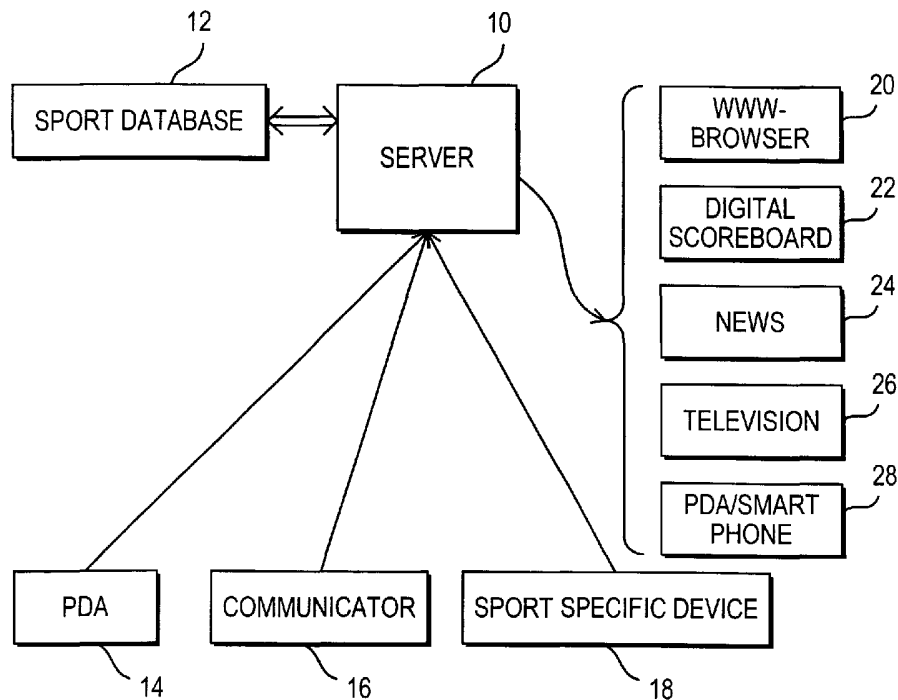 12
10
SPORT DATABASE
SERVER
20
WWW-
BROWSER
22
DIGITAL
SCOREBOARD
24
NEWS
26
TELEVISION
28
PDA/SMART
PHONE
PDA
COMMUNICATOR
SPORT SPECIFIC DEVICE
14
16
18